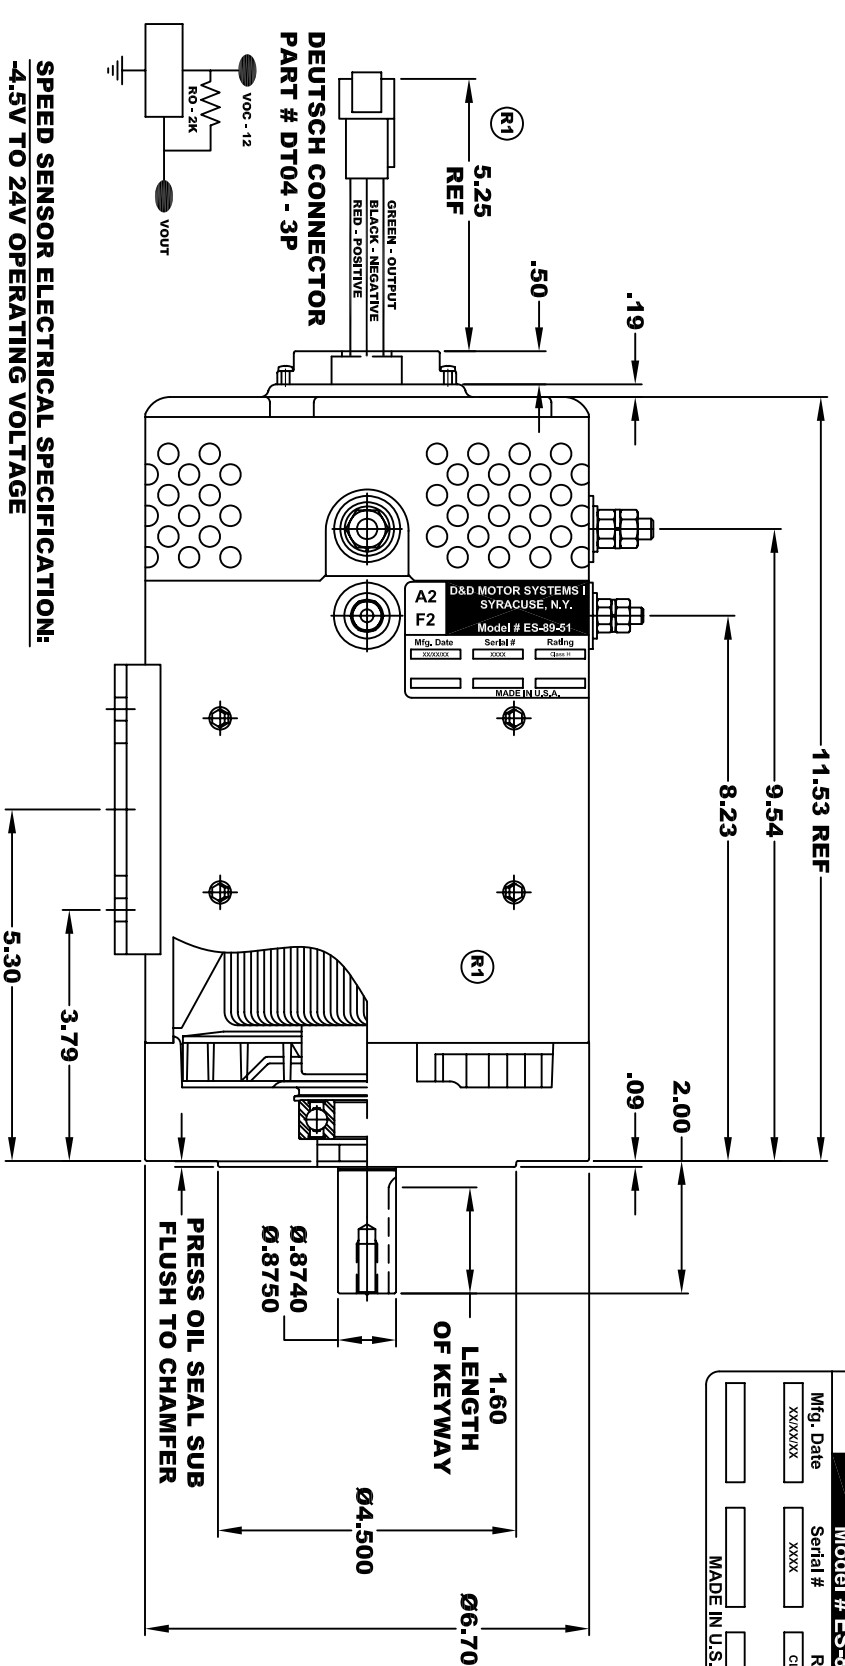 11.53 REF
9.54
8.23
2.00
.09
.19
.50
5.25
REF
R1
R1
DEUTSCH CONNECTOR
PART # DT04 - 3P
GREEN - OUTPUT
BLACK - NEGATIVE
RED - POSITIVE
VOC - 12
RO - 2K
VOUT
SPEED SENSOR ELECTRICAL SPECIFICATION:
-4.5V TO 24V OPERATING VOLTAGE
A2
F2
D&D MOTOR SYSTEMS I
SYRACUSE, N.Y.
Model # ES-89-51
Mfg. Date Serial # Rating
XX/XX/XX XXXX Class H
MADE IN U.S.A.
1.60
LENGTH
OF KEYWAY
Ø.8740
Ø.8750
PRESS OIL SEAL SUB
FLUSH TO CHAMFER
3.79
5.30
Ø4.500
Ø6.70
Mfg. Date Serial #
XX/XX/XX XXXX
MADE IN U.S.